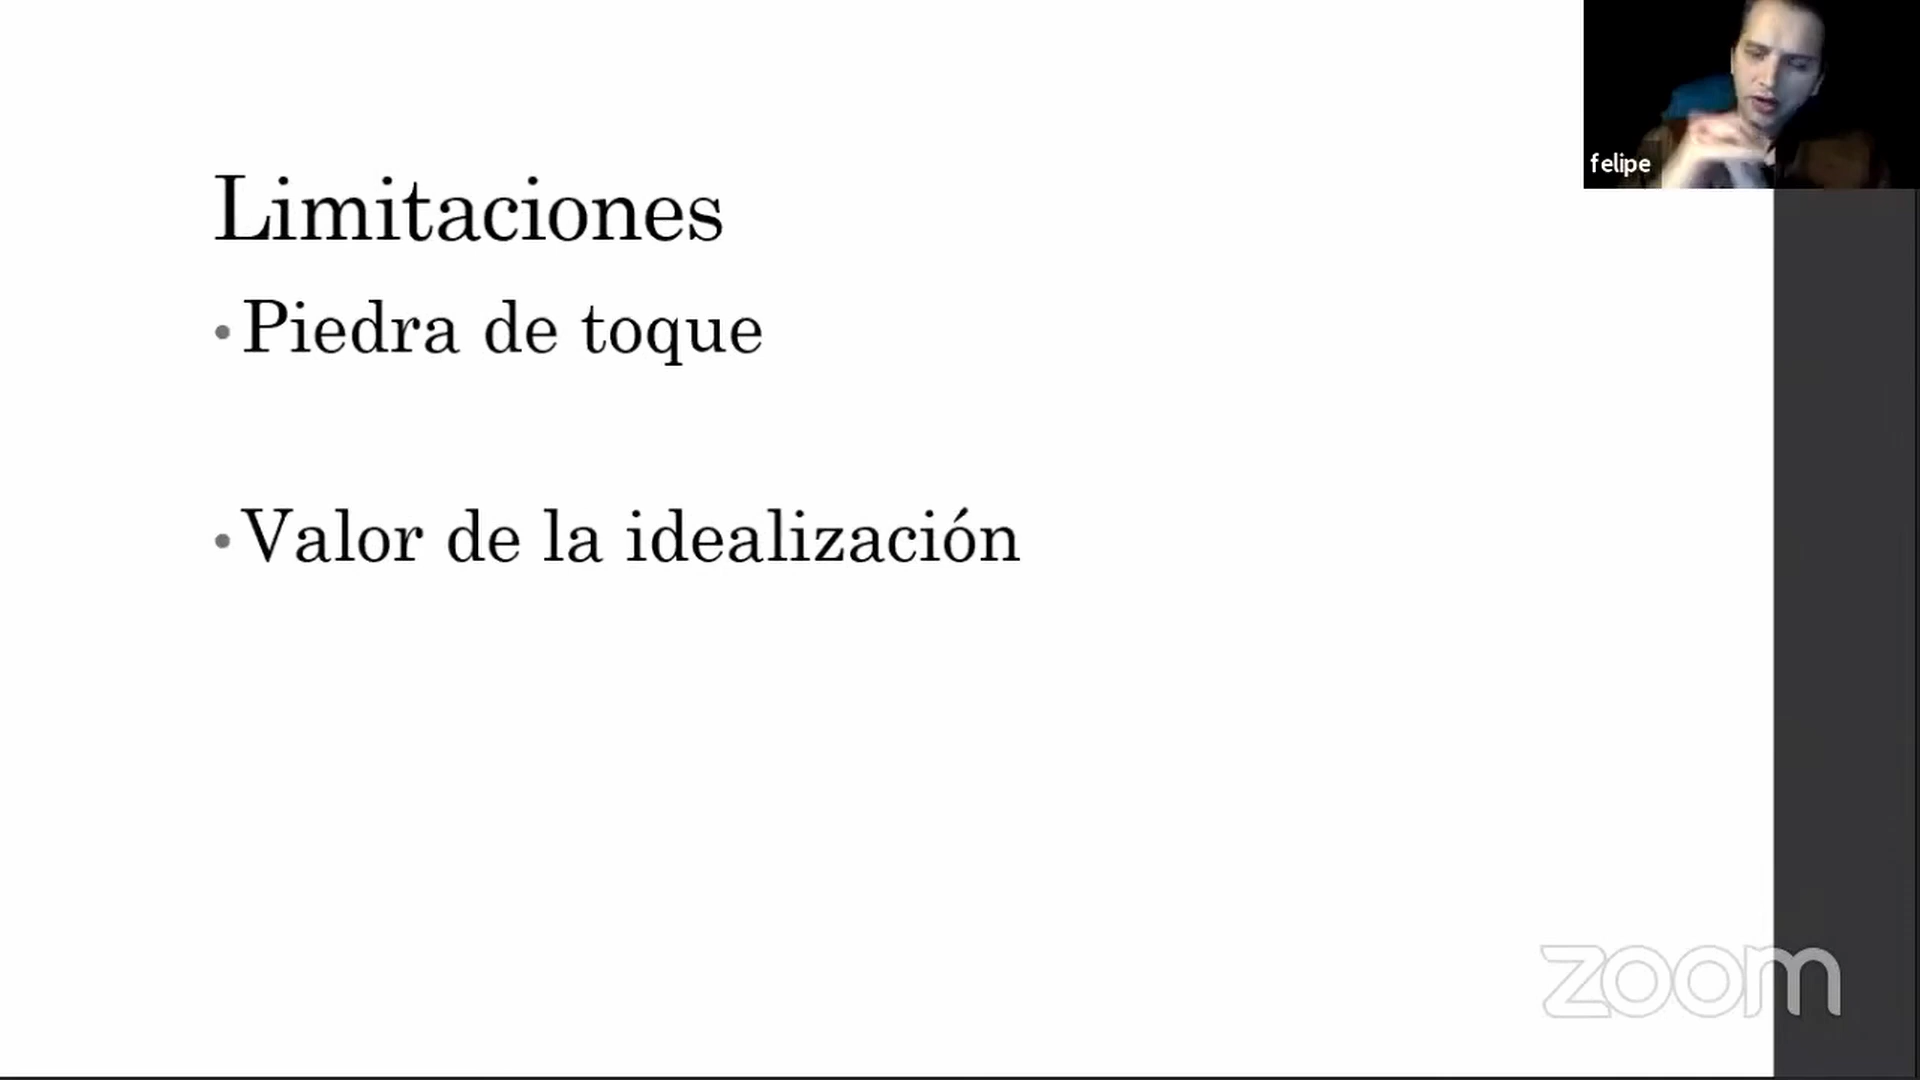 felipe
Limitaciones
• Piedra de toque
• Valor de la idealización
zoom